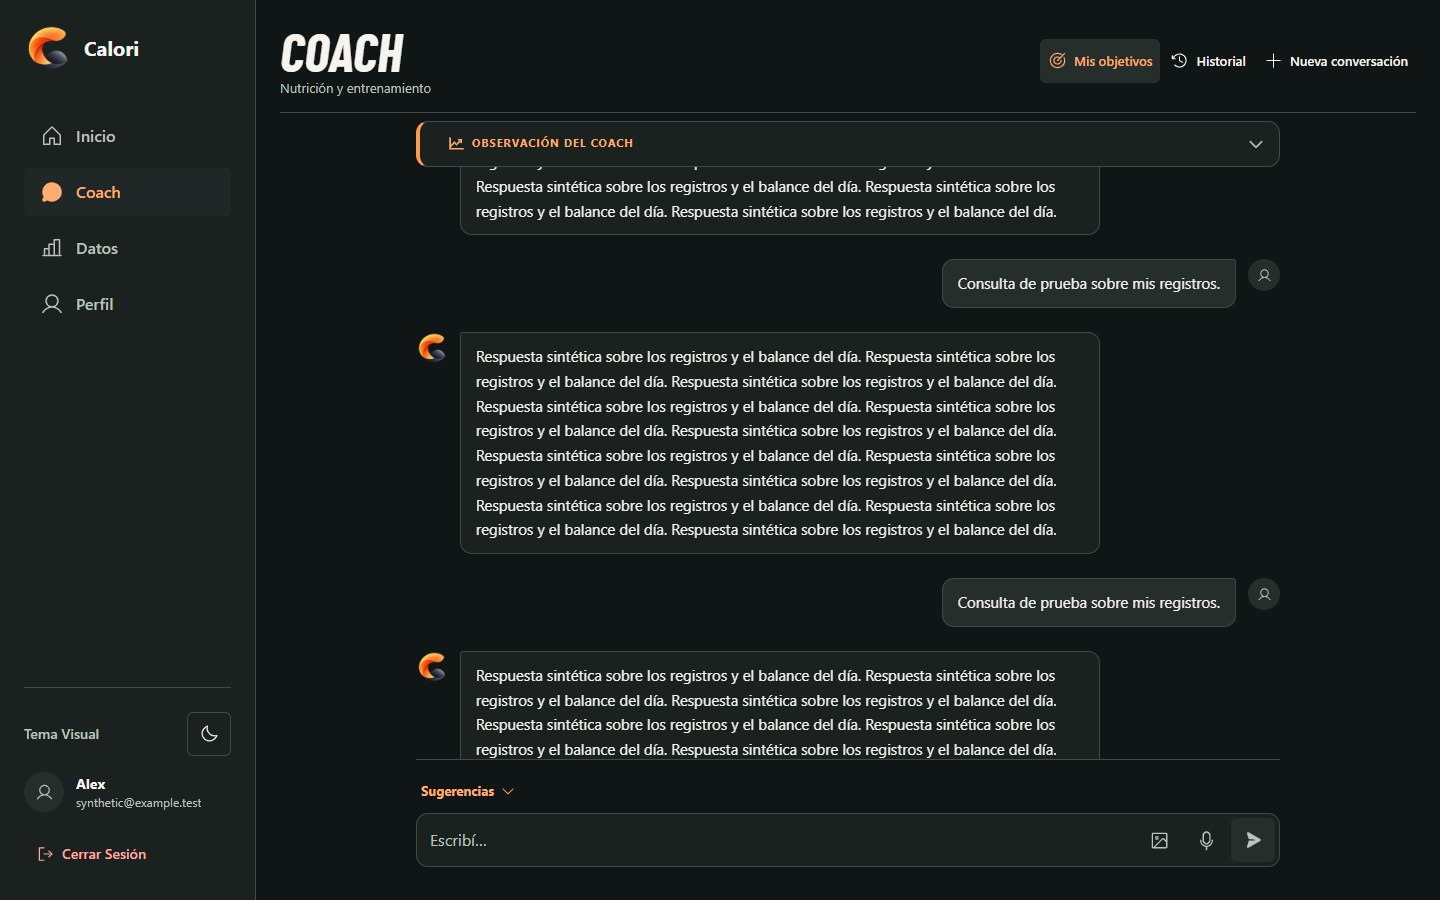 Calori
Inicio
Coach
Datos
Perfil
Tema Visual
Alex
synthetic@example.test
Cerrar Sesión
COACH
Nutrición y entrenamiento
Mis objetivos
Historial
Nueva conversación
OBSERVACIÓN DEL COACH
Respuesta sintética sobre los registros y el balance del día. Respuesta sintética sobre los
registros y el balance del día. Respuesta sintética sobre los registros y el balance del día.
Consulta de prueba sobre mis registros.
Respuesta sintética sobre los registros y el balance del día. Respuesta sintética sobre los
registros y el balance del día. Respuesta sintética sobre los registros y el balance del día.
Respuesta sintética sobre los registros y el balance del día. Respuesta sintética sobre los
registros y el balance del día. Respuesta sintética sobre los registros y el balance del día.
Respuesta sintética sobre los registros y el balance del día. Respuesta sintética sobre los
registros y el balance del día. Respuesta sintética sobre los registros y el balance del día.
Respuesta sintética sobre los registros y el balance del día. Respuesta sintética sobre los
registros y el balance del día. Respuesta sintética sobre los registros y el balance del día.
Consulta de prueba sobre mis registros.
Respuesta sintética sobre los registros y el balance del día. Respuesta sintética sobre los
registros y el balance del día. Respuesta sintética sobre los registros y el balance del día.
Respuesta sintética sobre los registros y el balance del día. Respuesta sintética sobre los
registros y el balance del día. Respuesta sintética sobre los registros y el balance del día.
Sugerencias
Escribí...